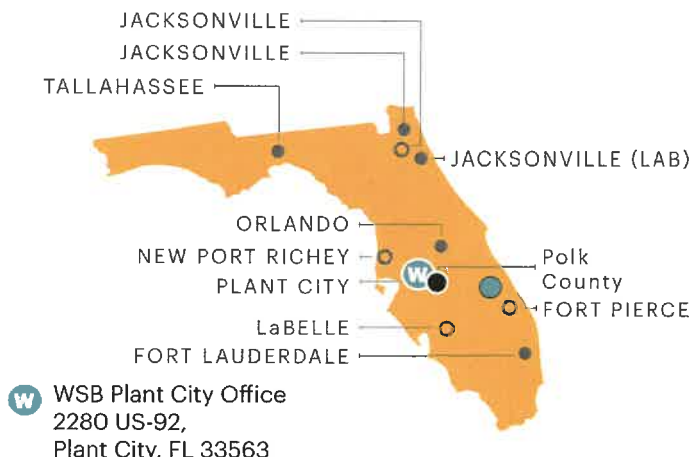 JACKSONVILLE
JACKSONVILLE
TALLAHASSEE
JACKSONVILLE (LAB)
ORLANDO
NEW PORT RICHEY
Polk
County
W
PLANT CITY
FORT PIERCE
LaBELLE
FORT LAUDERDALE
W WSB Plant City Office
2280 US-92,
Plant City, FL 33563